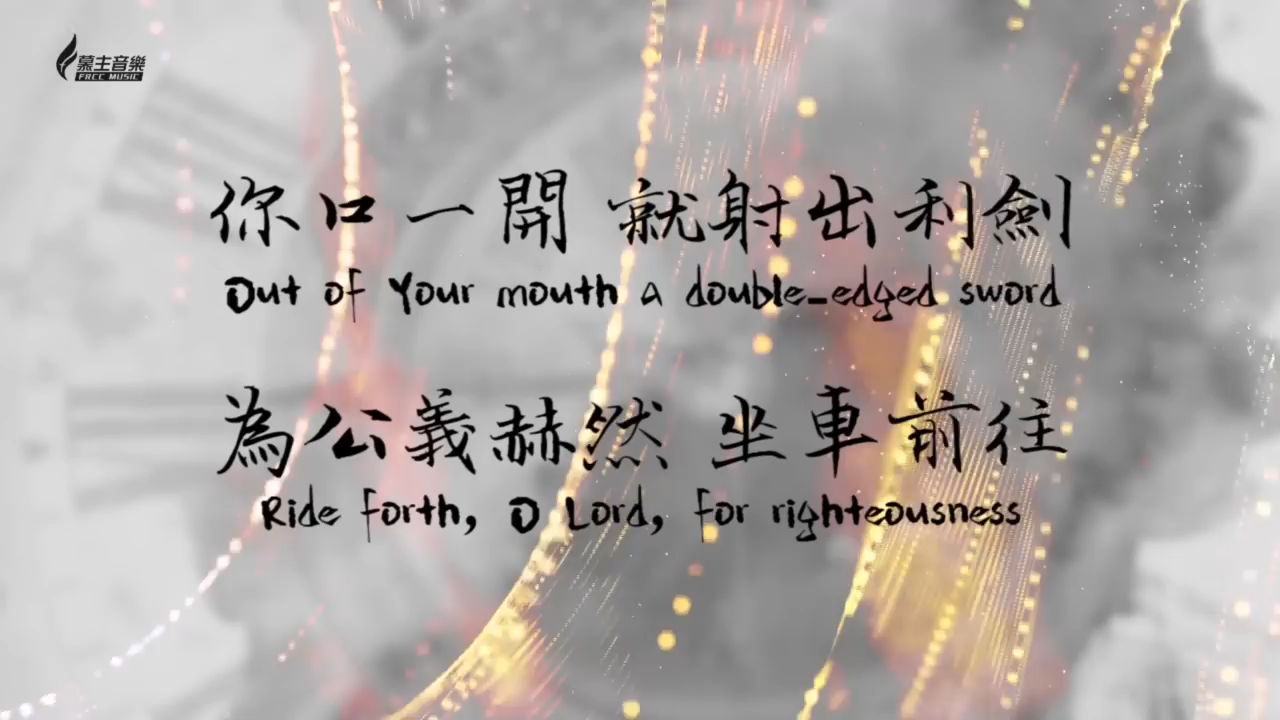 慕主音樂
FRCC MUSIC
你口一開 就射出利劍
Out of Your mouth a double-edged sword
為公義赫然 坐車前往
Ride forth, O Lord, for righteousness